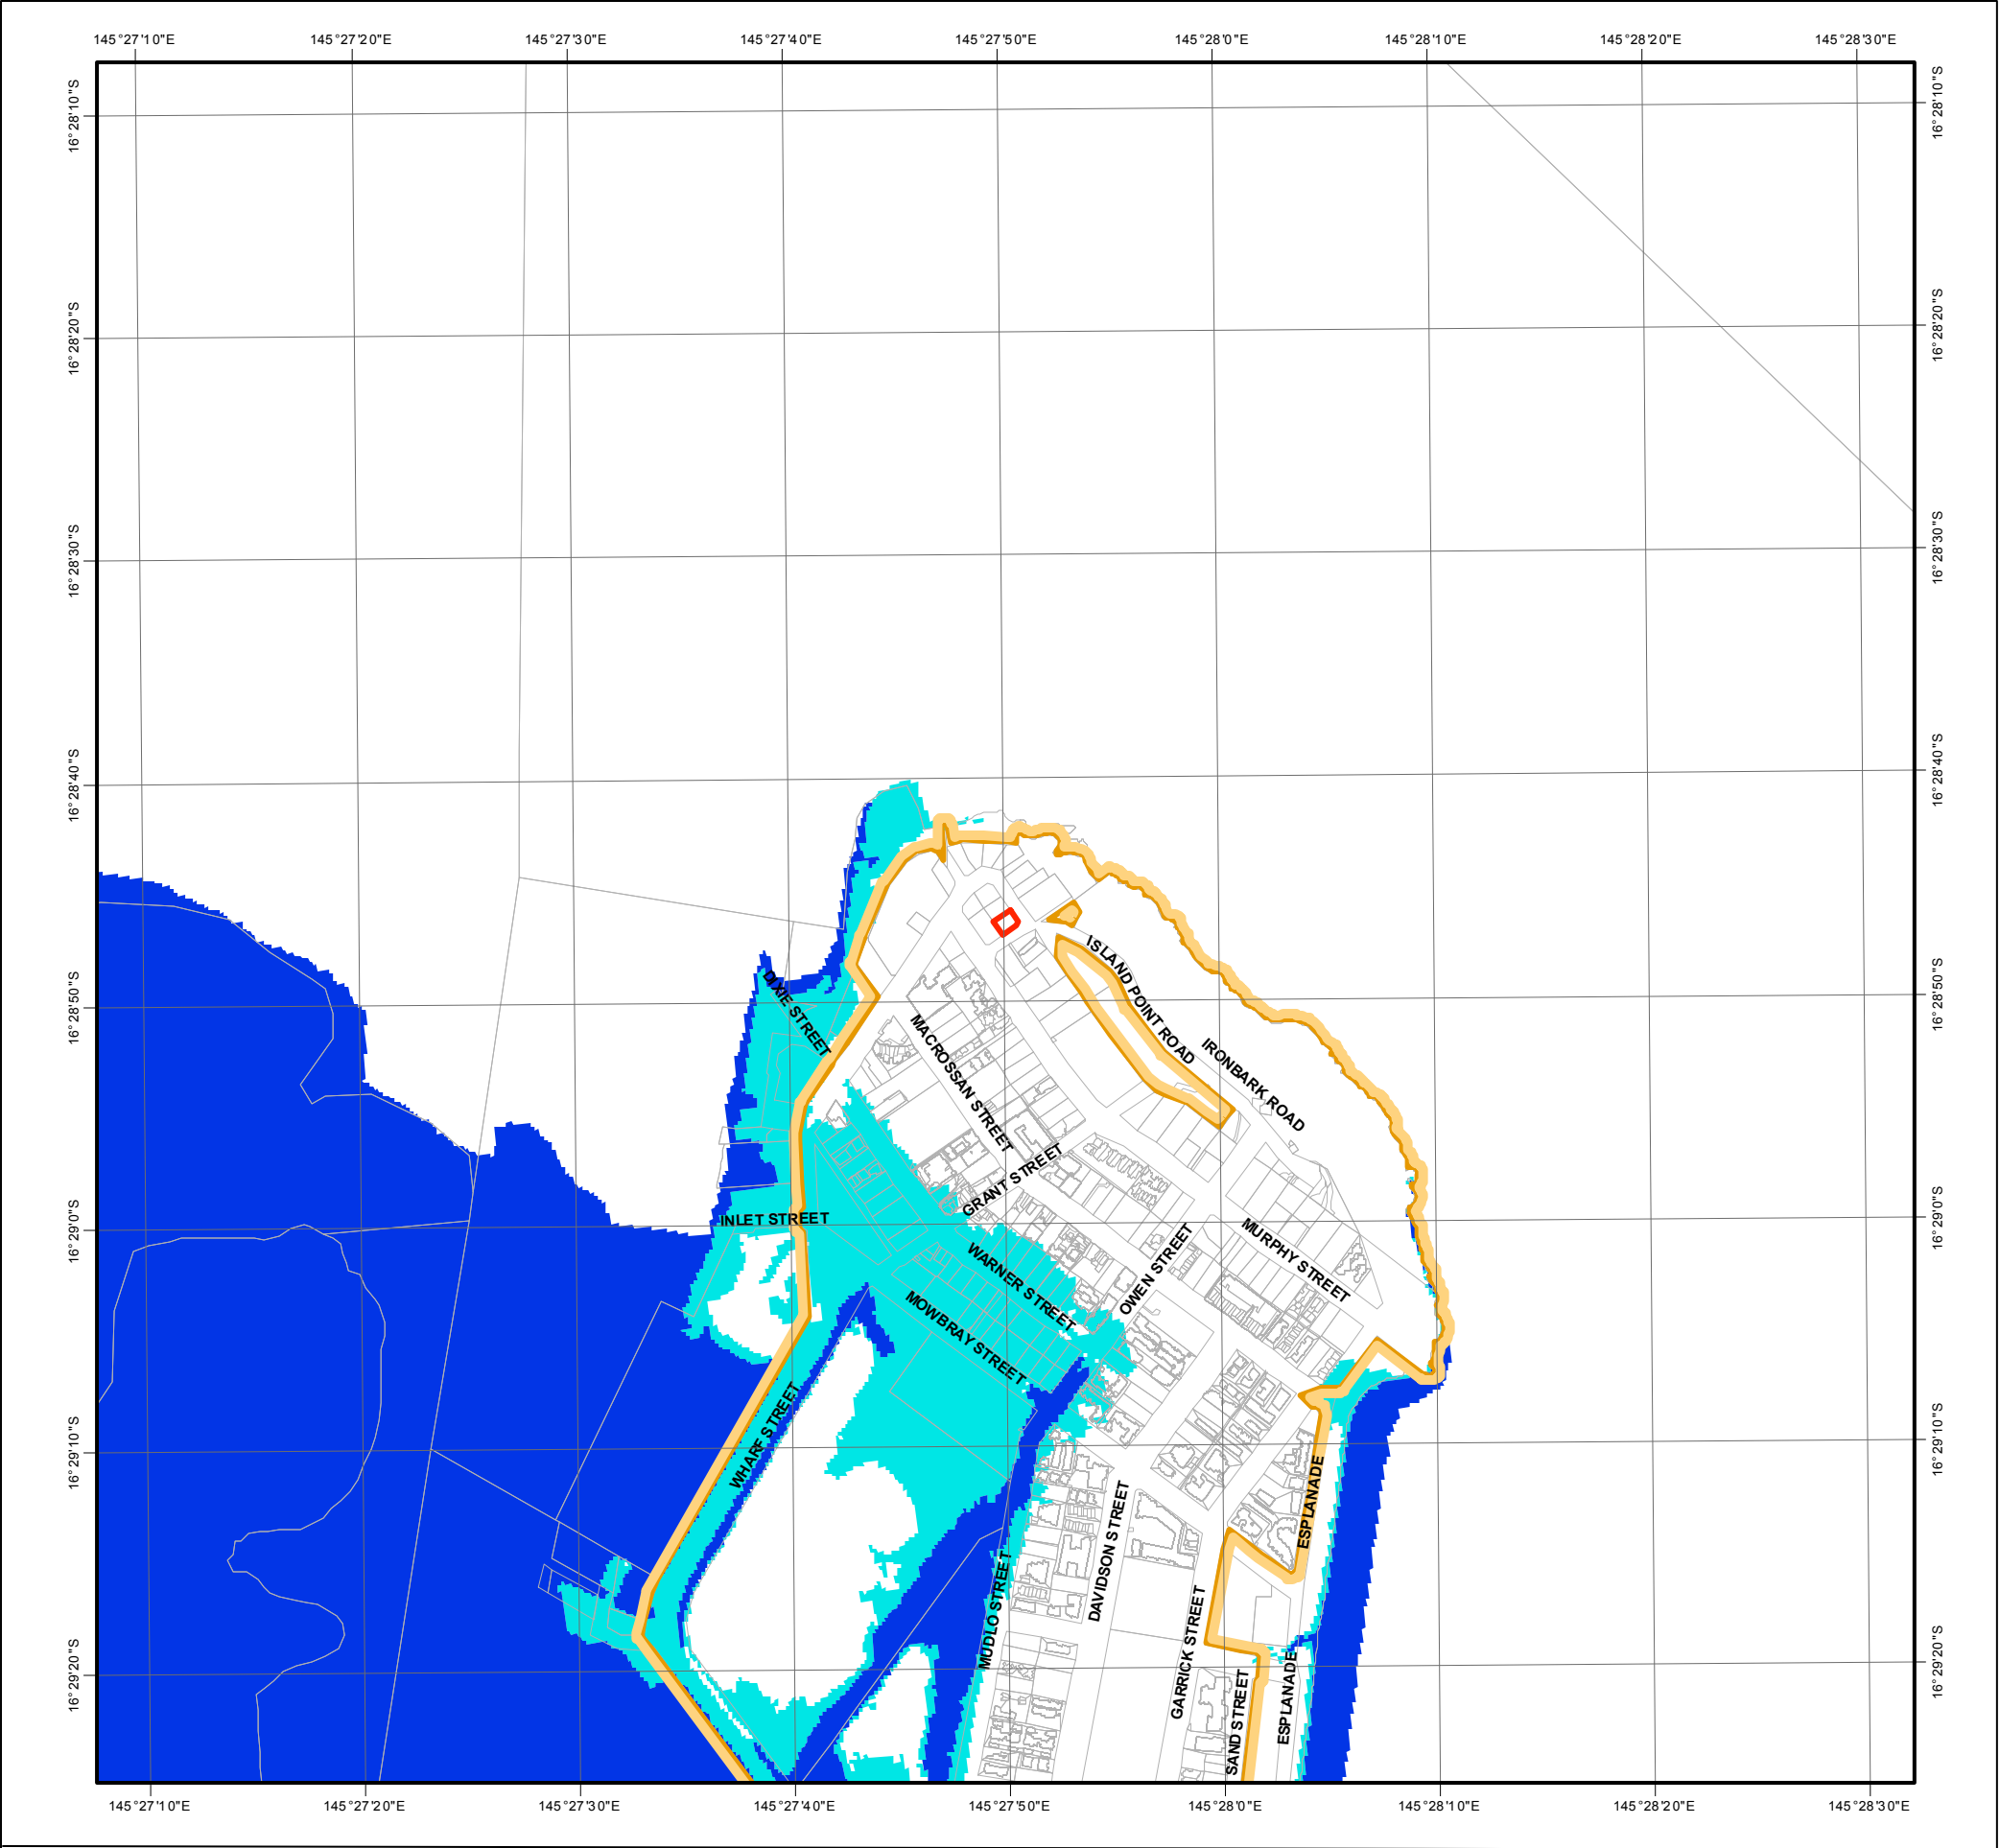 145°27'10"E 145°27'20"E 145°27'30"E 145°27'40"E 145°27'50"E 145°28'0"E 145°28'10"E 145°28'20"E 145°28'30"E
16°28'10"S 16°28'10"S
16°28'20"S 16°28'20"S
16°28'30"S 16°28'30"S
16°28'40"S 16°28'40"S
16°28'50"S 16°28'50"S
DIXIE STREET
ISLAND POINT ROAD
MACROSSAN STREET
IRONBARK ROAD
GRANT STREET
16°29'0"S 16°29'0"S
INLET STREET
WARNER STREET
OWEN STREET
MURPHY STREET
MOWBRAY STREET
WHARF STREET
16°29'10"S 16°29'10"S
ESPLANADE
DAVIDSON STREET
MUDLO STREET
GARRICK STREET
16°29'20"S 16°29'20"S
SAND STREET
ESPLANADE
145°27'10"E 145°27'20"E 145°27'30"E 145°27'40"E 145°27'50"E 145°28'0"E 145°28'10"E 145°28'20"E 145°28'30"E